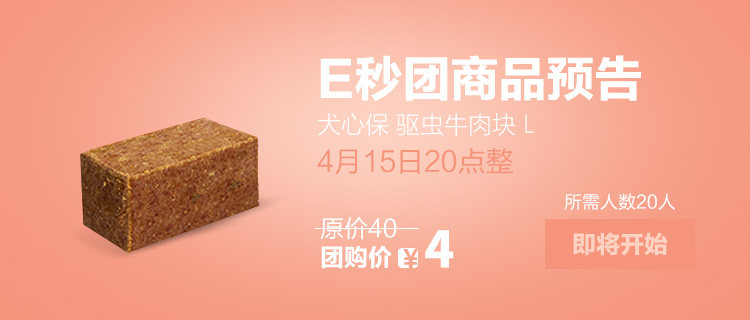 E秒团商品预告
犬心保 驱虫牛肉块 L
4月15日20点整
所需人数20人
原价40
团购价 E¥ 4
即将开始